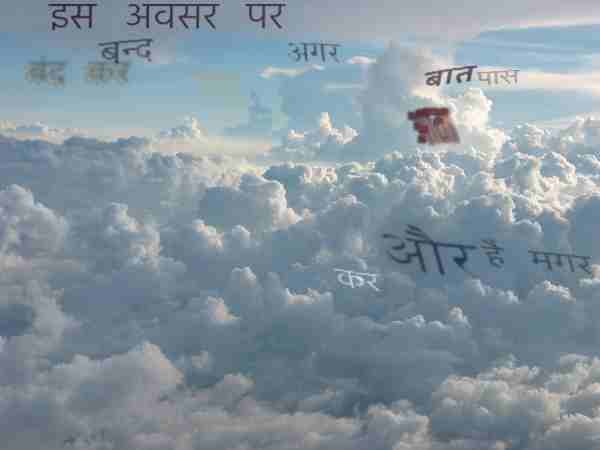 इस अवसर पर
बन्द
अगर
बंद कर
बात
पास
और
है
मगर
कर